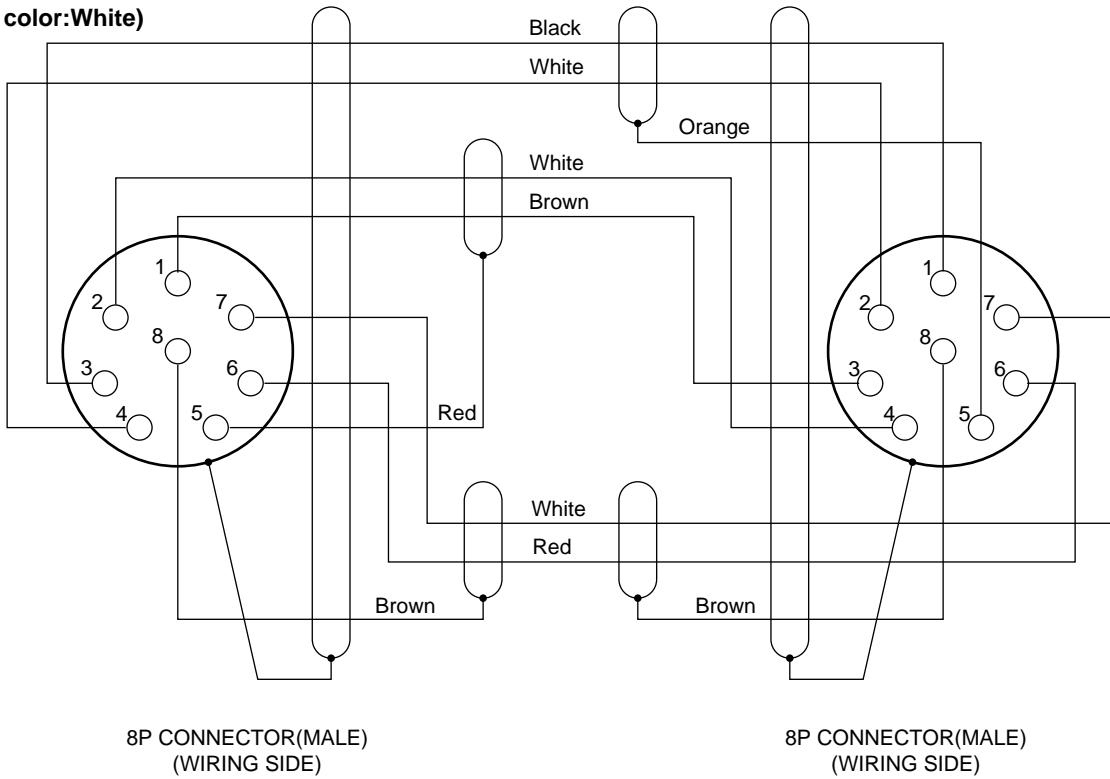 color:White)
Black
White
Orange
White
Brown
1
2
7
8
3
6
4
5
1
2
7
8
3
6
4
5
Red
White
Red
Brown
Brown
8P CONNECTOR(MALE)
(WIRING SIDE)
8P CONNECTOR(MALE)
(WIRING SIDE)